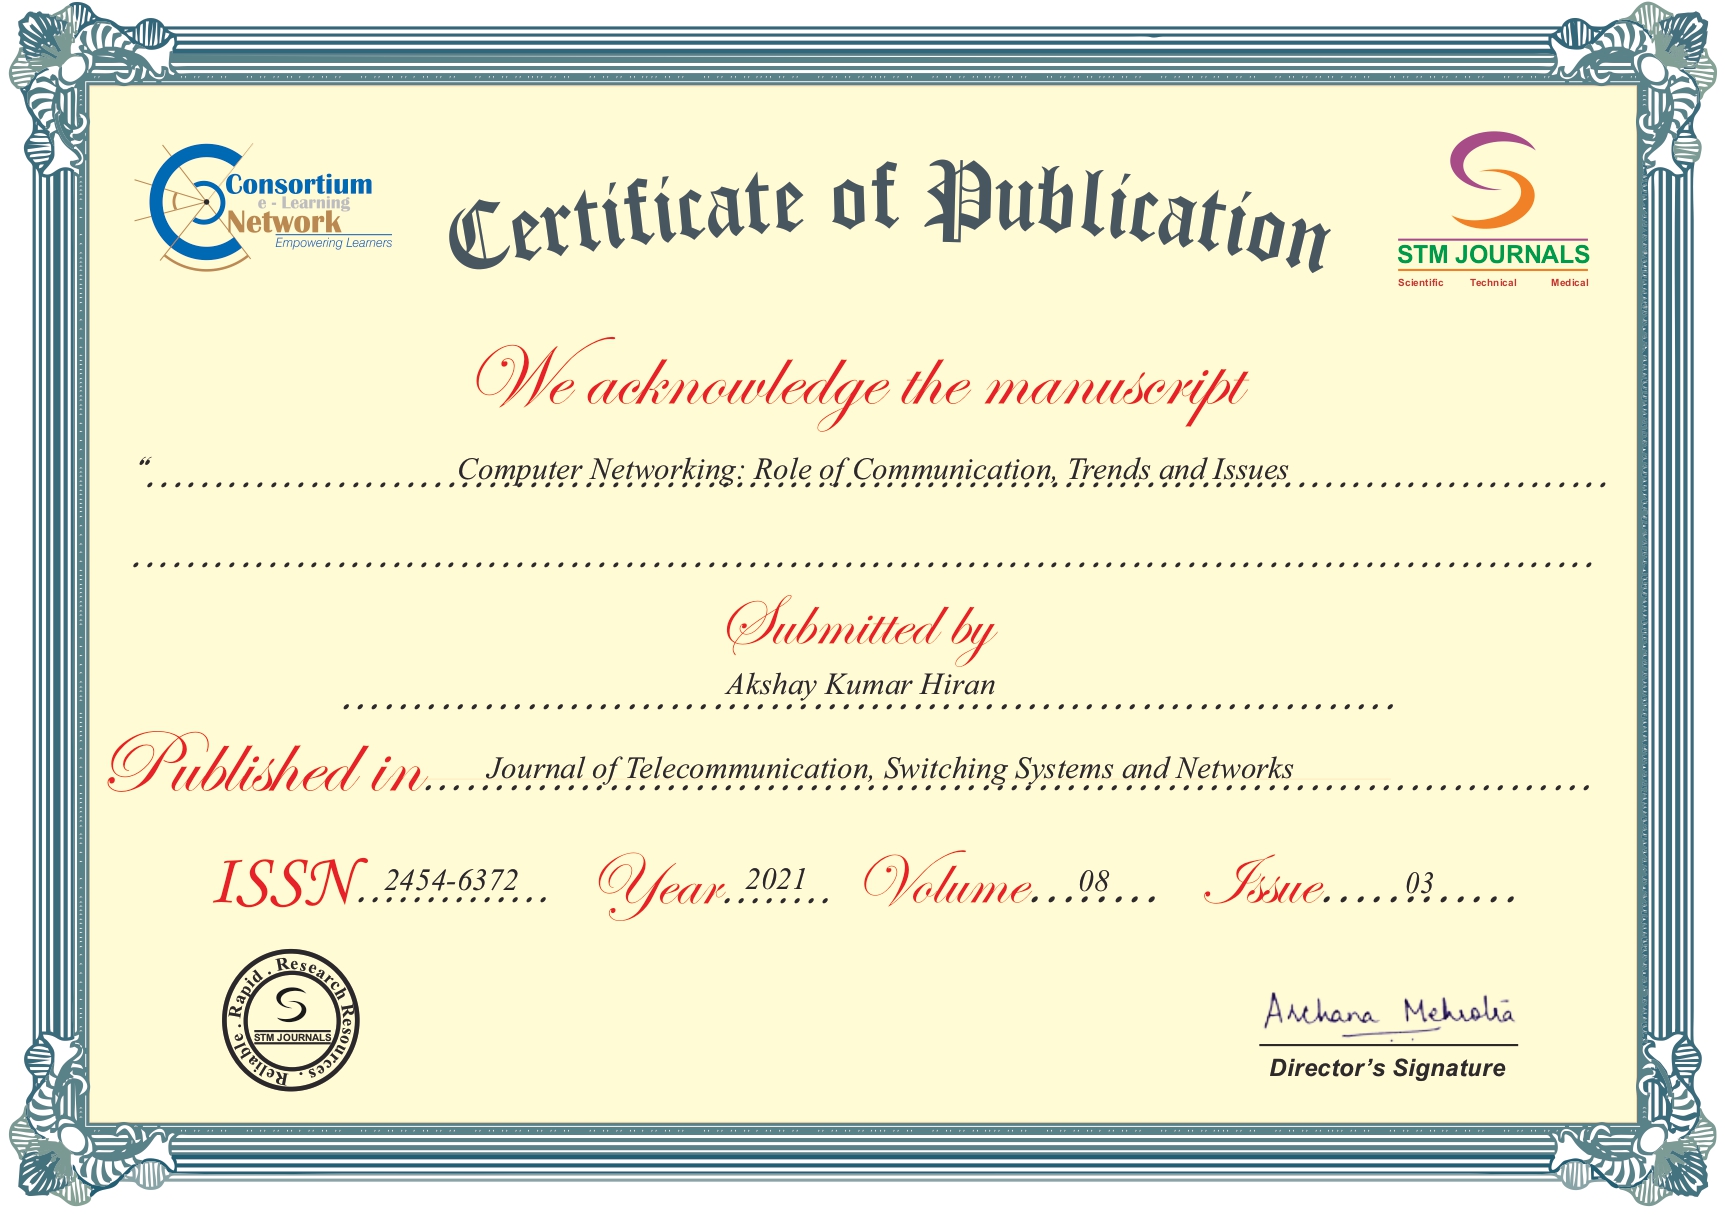 Consortium
e - Learning
Network
Empowering Learners
Certificate of Publication
STM JOURNALS
Scientific Technical Medical
We acknowledge the manuscript
“ Computer Networking: Role of Communication, Trends and Issues
Submitted by
Akshay Kumar Hiran
Published in Journal of Telecommunication, Switching Systems and Networks
ISSN 2454-6372 Year 2021 Volume 08 Issue 03
Rapid . Research Resources . Reliable .
STM JOURNALS
Archana Mehrotra
Director’s Signature